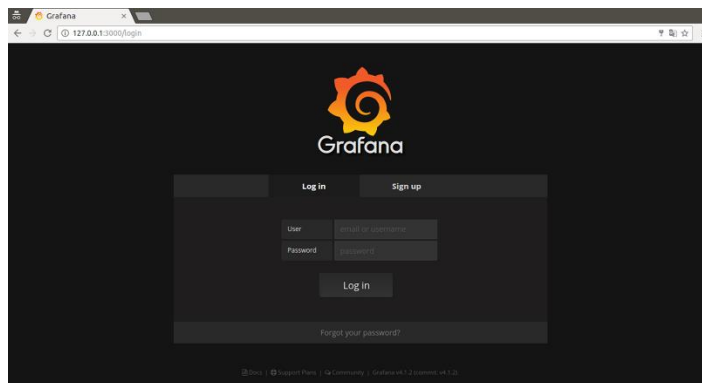 Grafana
127.0.0.1:3000/login
Grafana
Log in Sign up
User email or username
Password password
Log in
Forgot your password?
Docs | Support Plans | Community | Grafana v4.1.2 (commit: v4.1.2)